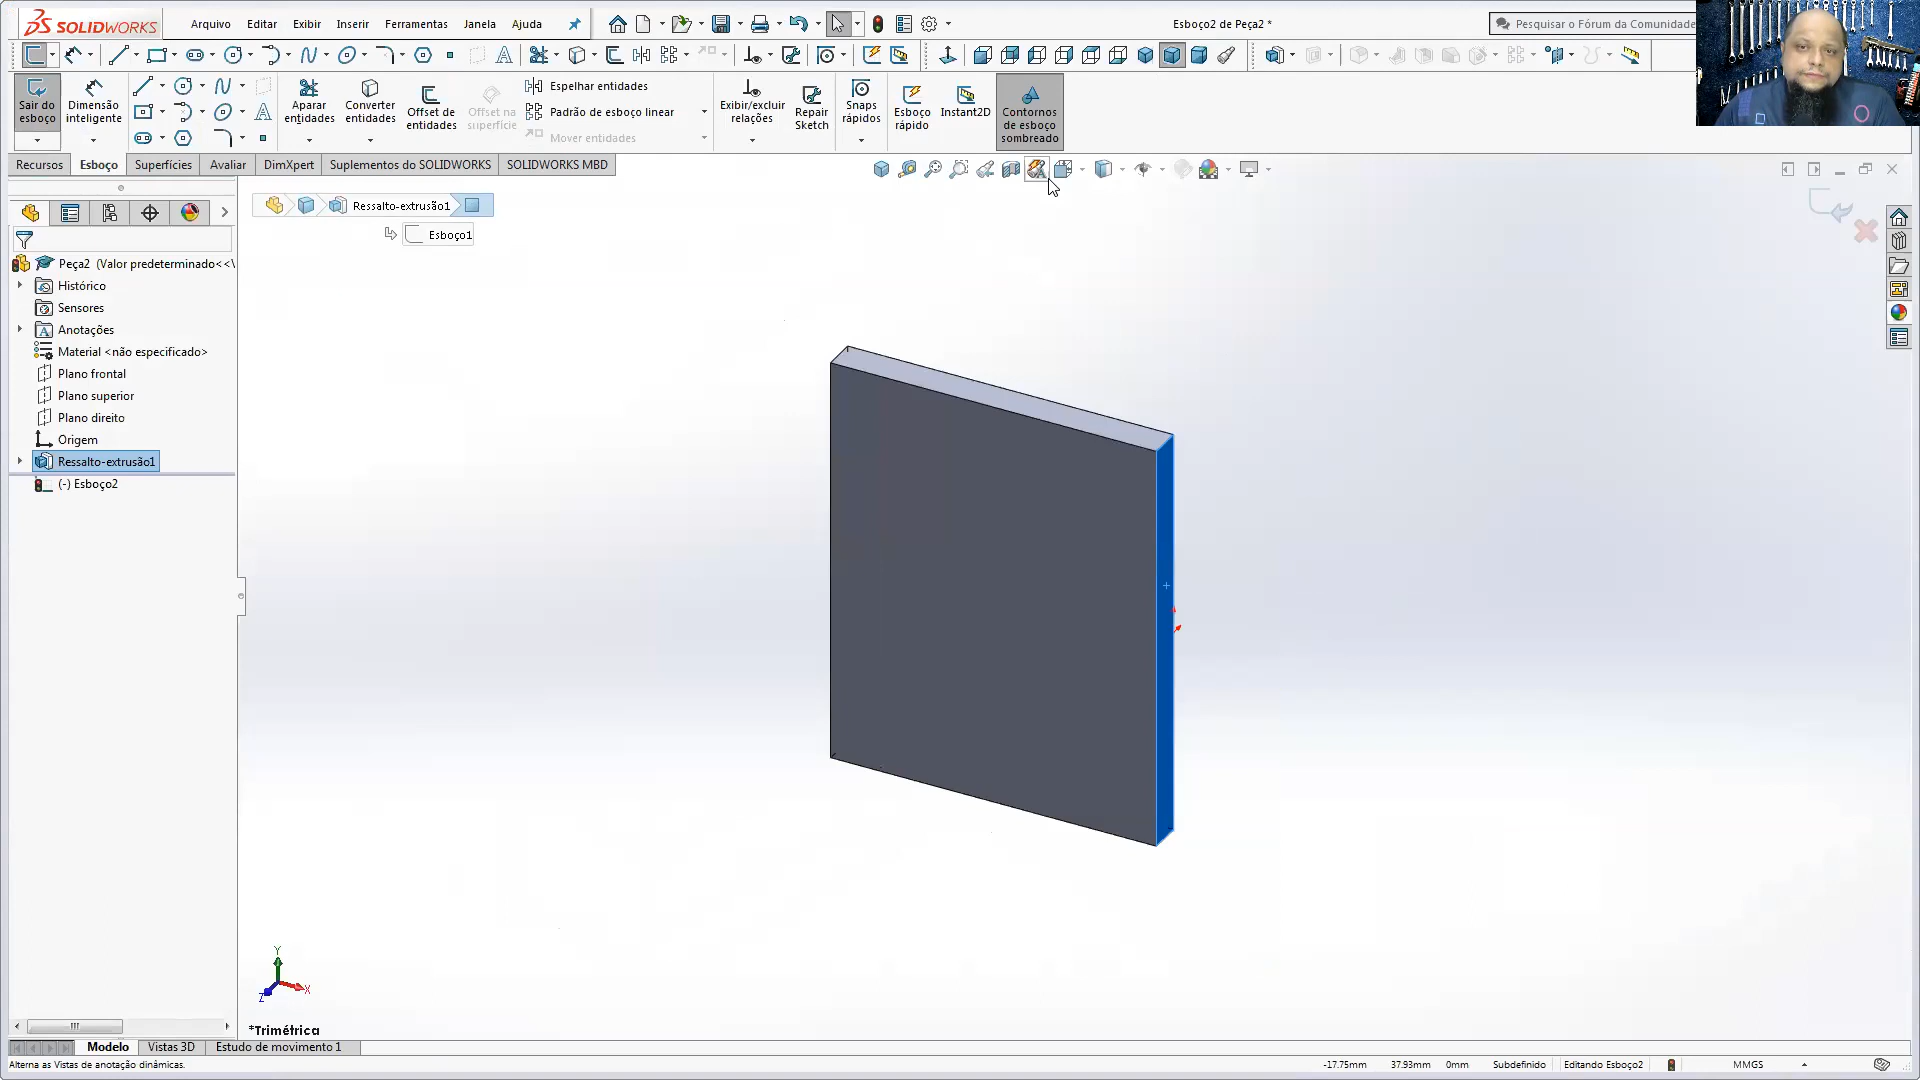 SOLIDWORKS
Arquivo Editar Exibir Inserir Ferramentas Janela Ajuda
Esboço2 de Peça2 *
Pesquisar o Fórum da Comunidade
Sair do esboço
Dimensão inteligente
Aparar entidades
Converter entidades
Offset de entidades
Offset na superfície
Espelhar entidades
Padrão de esboço linear
Mover entidades
Exibir/excluir relações
Repair Sketch
Snaps rápidos
Esboço rápido
Instant2D
Contornos de esboço sombreado
Recursos Esboço Superfícies Avaliar DimXpert Suplementos do SOLIDWORKS SOLIDWORKS MBD
Ressalto-extrusão1
Esboço1
Peça2 (Valor predeterminado<<\
Histórico
Sensores
Anotações
Material <não especificado>
Plano frontal
Plano superior
Plano direito
Origem
Ressalto-extrusão1
(-) Esboço2
Y
X
Z
*Trimétrica
Modelo Vistas 3D Estudo de movimento 1
Alterna as Vistas de anotação dinâmicas.
-17.75mm 37.93mm 0mm Subdefinido Editando Esboço2 MMGS